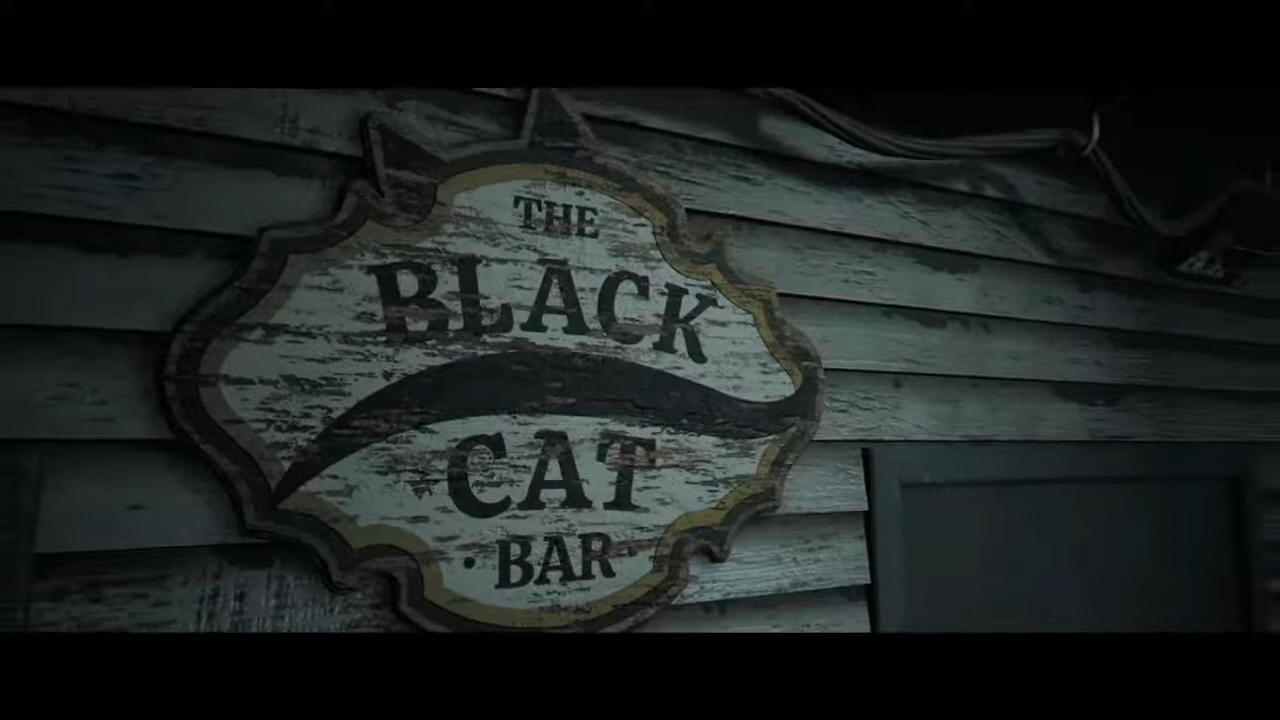 THE
BLACK
CAT
· BAR ·